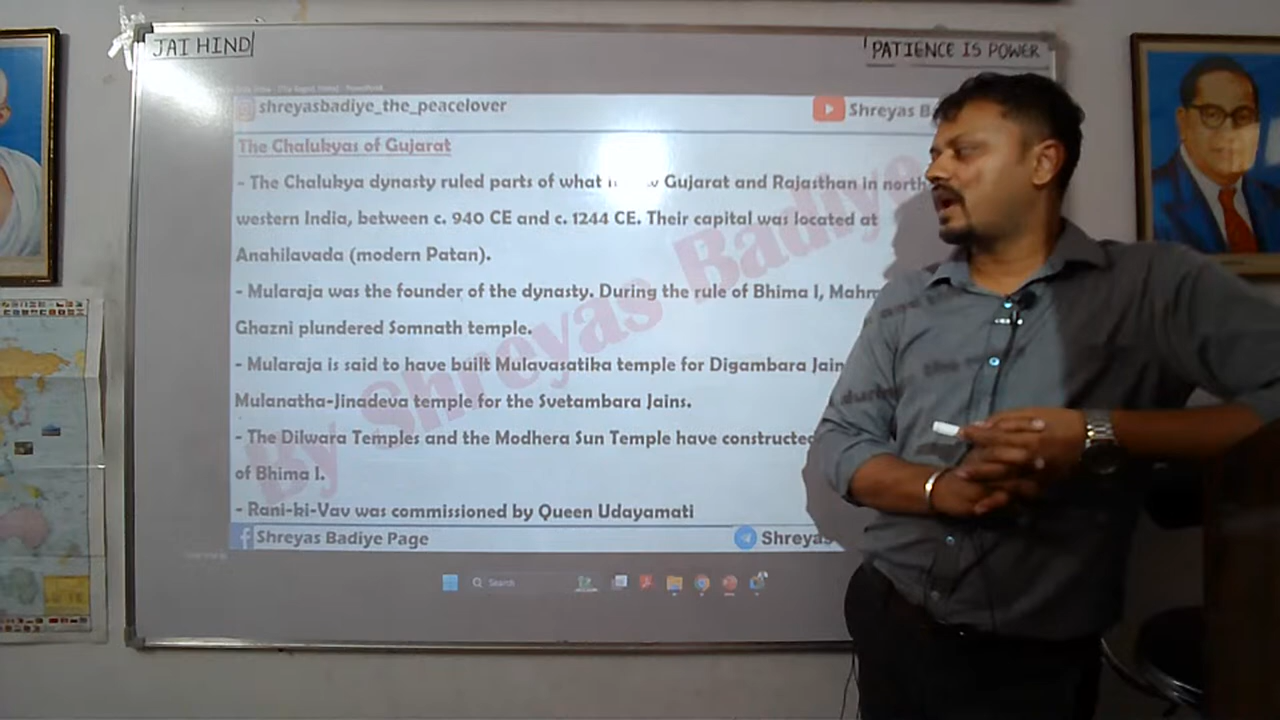 JAI HIND
PATIENCE IS POWER
shreyasbadiye_the_peacelover
Shreyas
The Chalukyas of Gujarat
- The Chalukya dynasty ruled parts of what Gujarat and Rajasthan in north
western India, between c. 940 CE and c. 1244 CE. Their capital was located at
Anahilavada (modern Patan).
- Mularaja was the founder of the dynasty. During the rule of Bhima I,
Ghazni plundered Somnath temple.
- Mularaja is said to have built Mulavasatika temple for Digambara
Mulanatha-Jinadeva temple for the Svetambara Jains.
- The Dilwara Temples and the Modhera Sun Temple have constructed
of Bhima I.
- Rani-ki-Vav was commissioned by Queen Udayamati
By Shreyas Badiye
Shreyas Badiye Page
Shreyas
Search